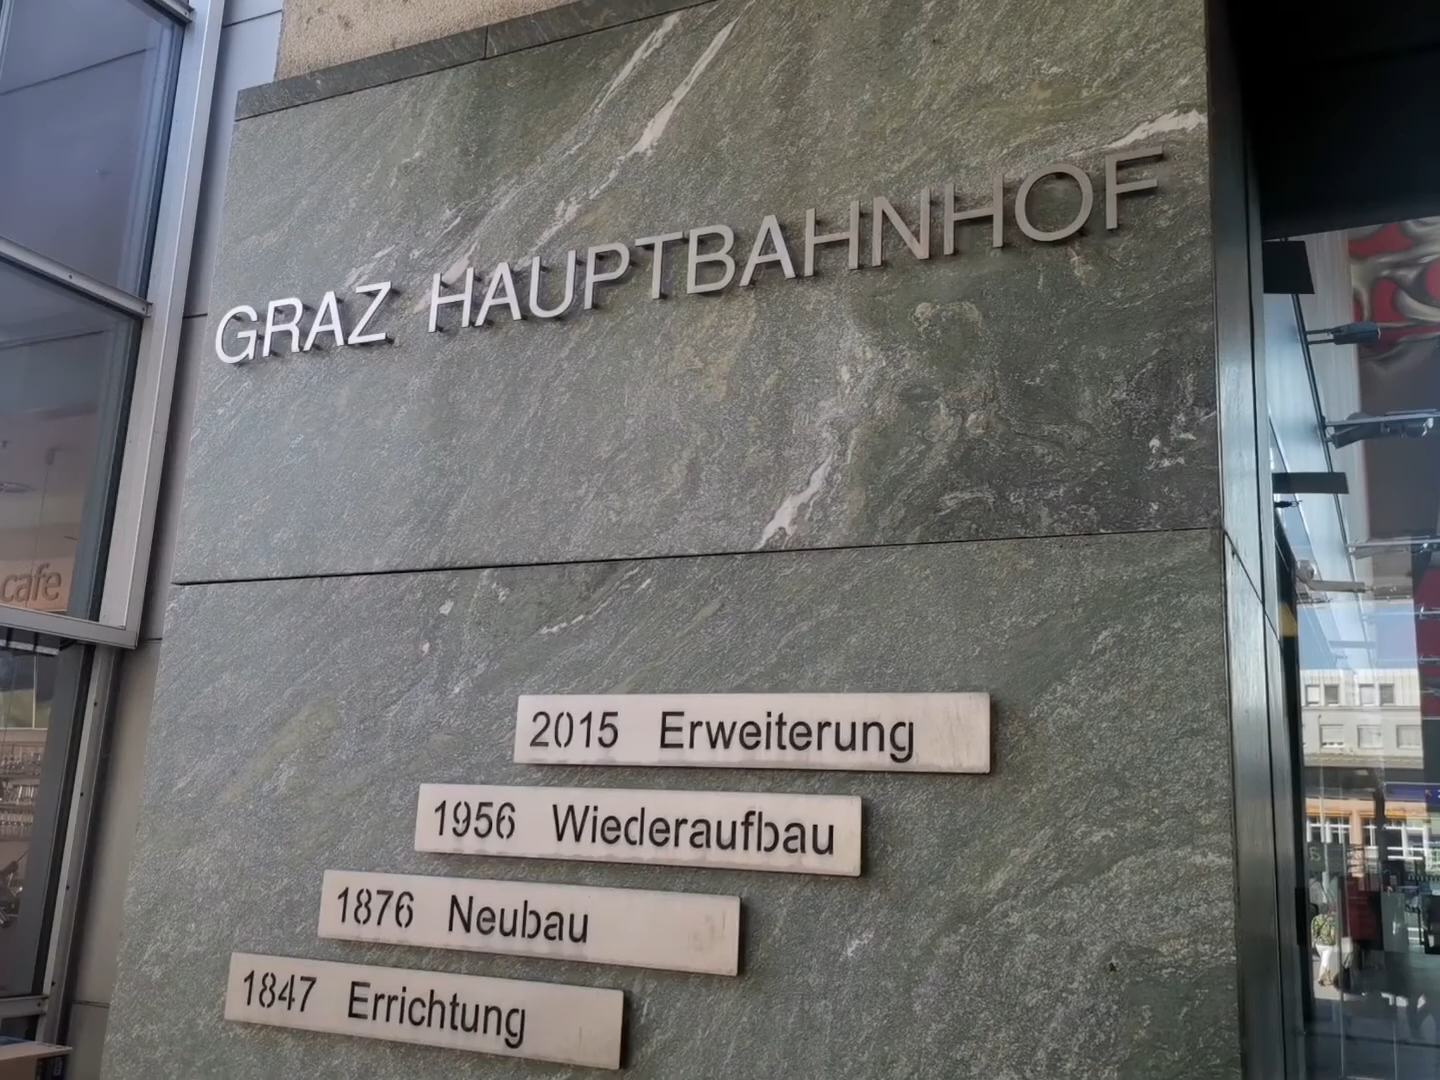 GRAZ HAUPTBAHNHOF
cafe
2015 Erweiterung
1956 Wiederaufbau
1876 Neubau
1847 Errichtung